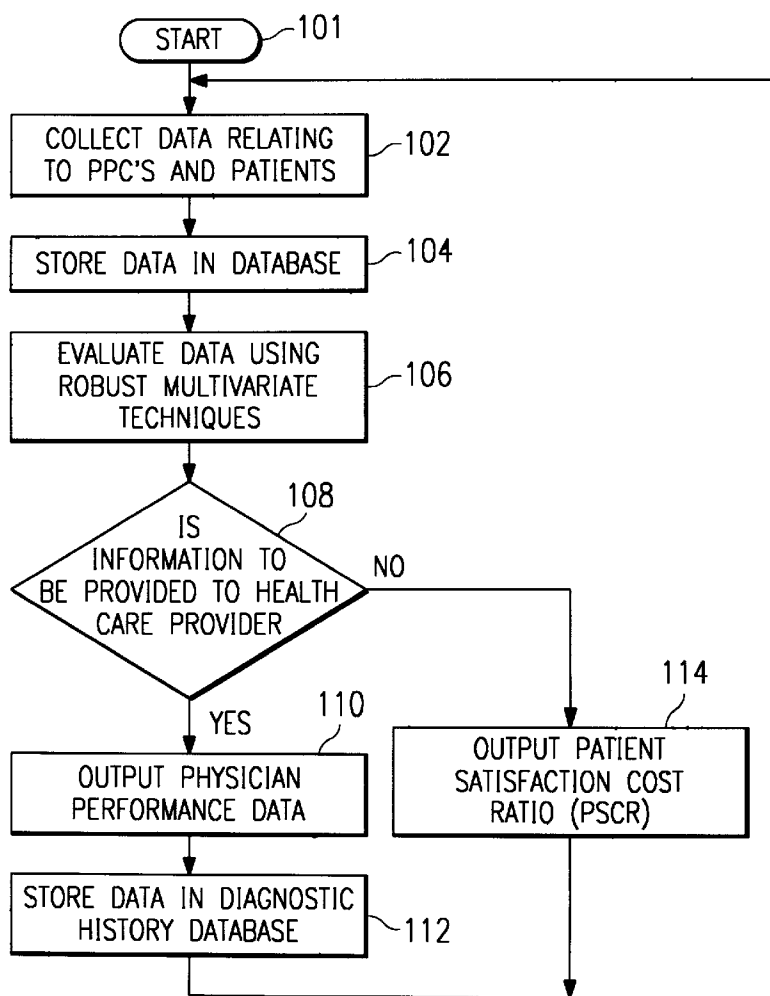 START
101
COLLECT DATA RELATING
TO PPC'S AND PATIENTS
102
STORE DATA IN DATABASE
104
EVALUATE DATA USING
ROBUST MULTIVARIATE
TECHNIQUES
106
108
IS
INFORMATION TO
BE PROVIDED TO HEALTH
CARE PROVIDER
NO
YES
110
OUTPUT PHYSICIAN
PERFORMANCE DATA
114
OUTPUT PATIENT
SATISFACTION COST
RATIO (PSCR)
STORE DATA IN DIAGNOSTIC
HISTORY DATABASE
112